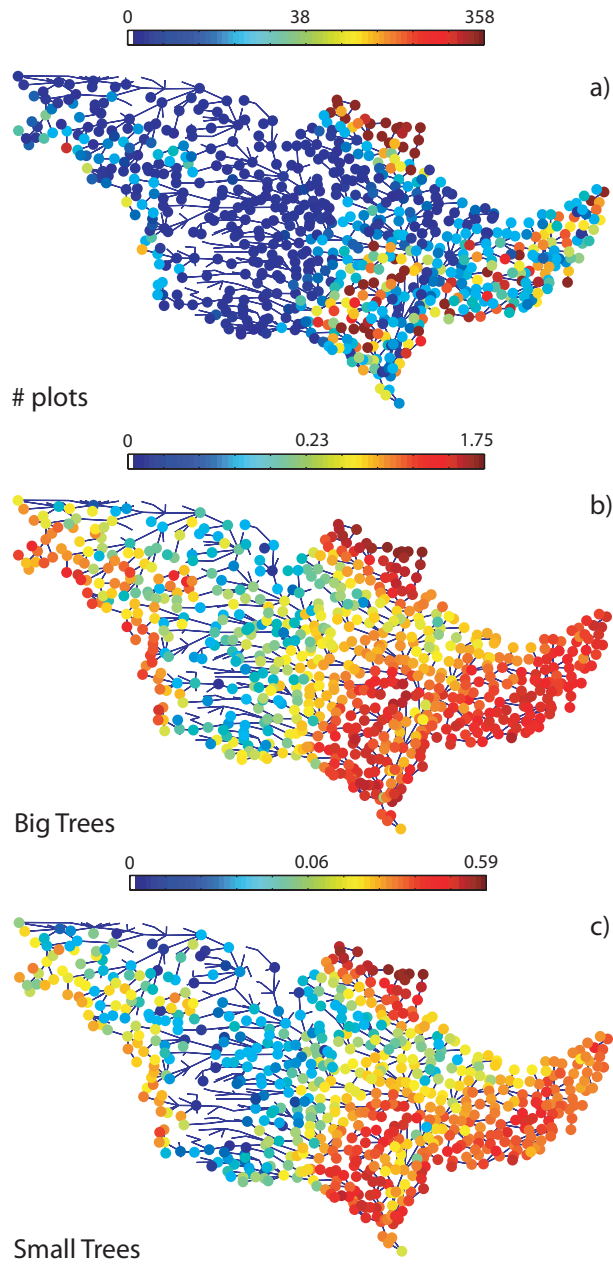 0 38 358
a)
# plots
0 0.23 1.75
b)
Big Trees
0 0.06 0.59
c)
Small Trees